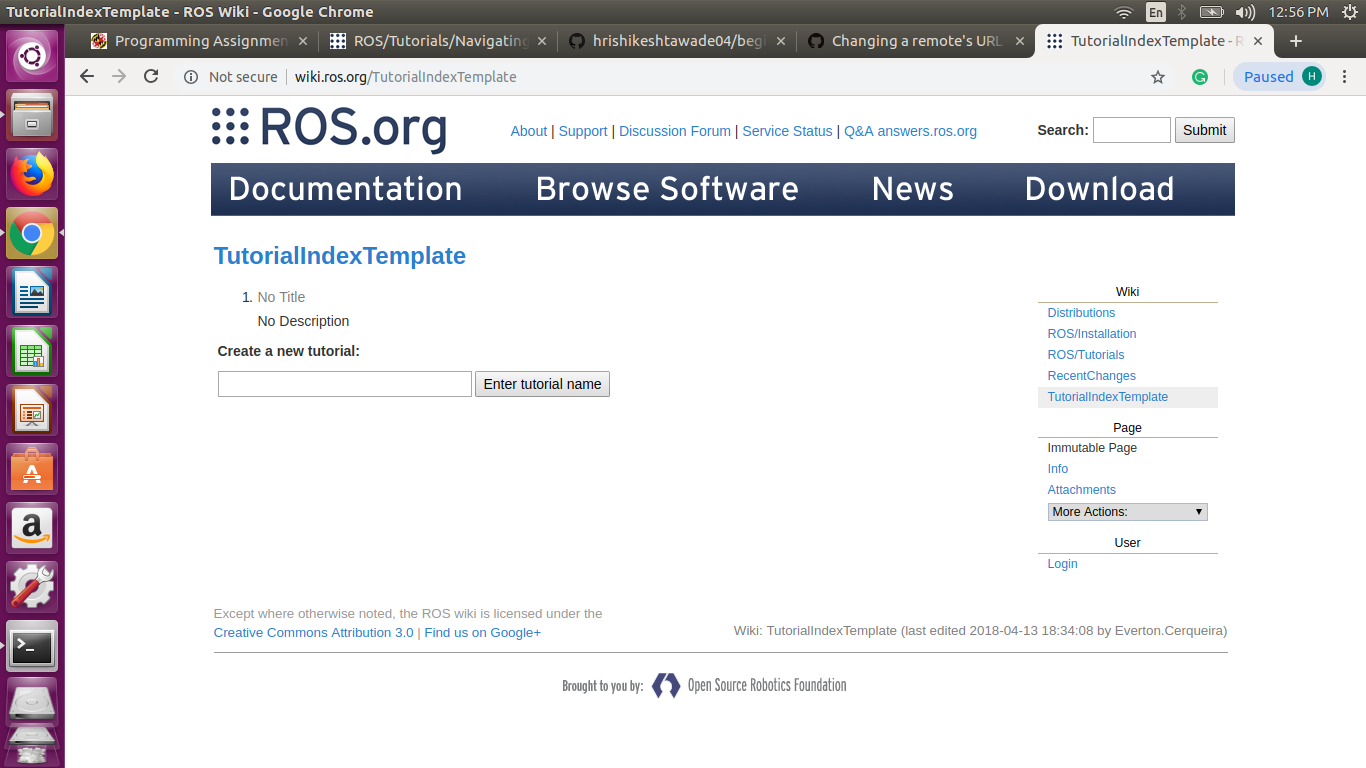 TutorialIndexTemplate - ROS Wiki - Google Chrome
En
12:56 PM
Programming Assignmen
ROS/Tutorials/Navigating
hrishikeshtawade04/begi
Changing a remote's URL
TutorialIndexTemplate - R
Not secure
wiki.ros.org/TutorialIndexTemplate
Paused H
ROS.org
About | Support | Discussion Forum | Service Status | Q&A answers.ros.org
Search:
Submit
Documentation
Browse Software
News
Download
TutorialIndexTemplate
1. No Title
No Description
Create a new tutorial:
Enter tutorial name
Wiki
Distributions
ROS/Installation
ROS/Tutorials
RecentChanges
TutorialIndexTemplate
Page
Immutable Page
Info
Attachments
More Actions:
User
Login
Except where otherwise noted, the ROS wiki is licensed under the
Creative Commons Attribution 3.0 | Find us on Google+
Wiki: TutorialIndexTemplate (last edited 2018-04-13 18:34:08 by Everton.Cerqueira)
Brought to you by:
Open Source Robotics Foundation